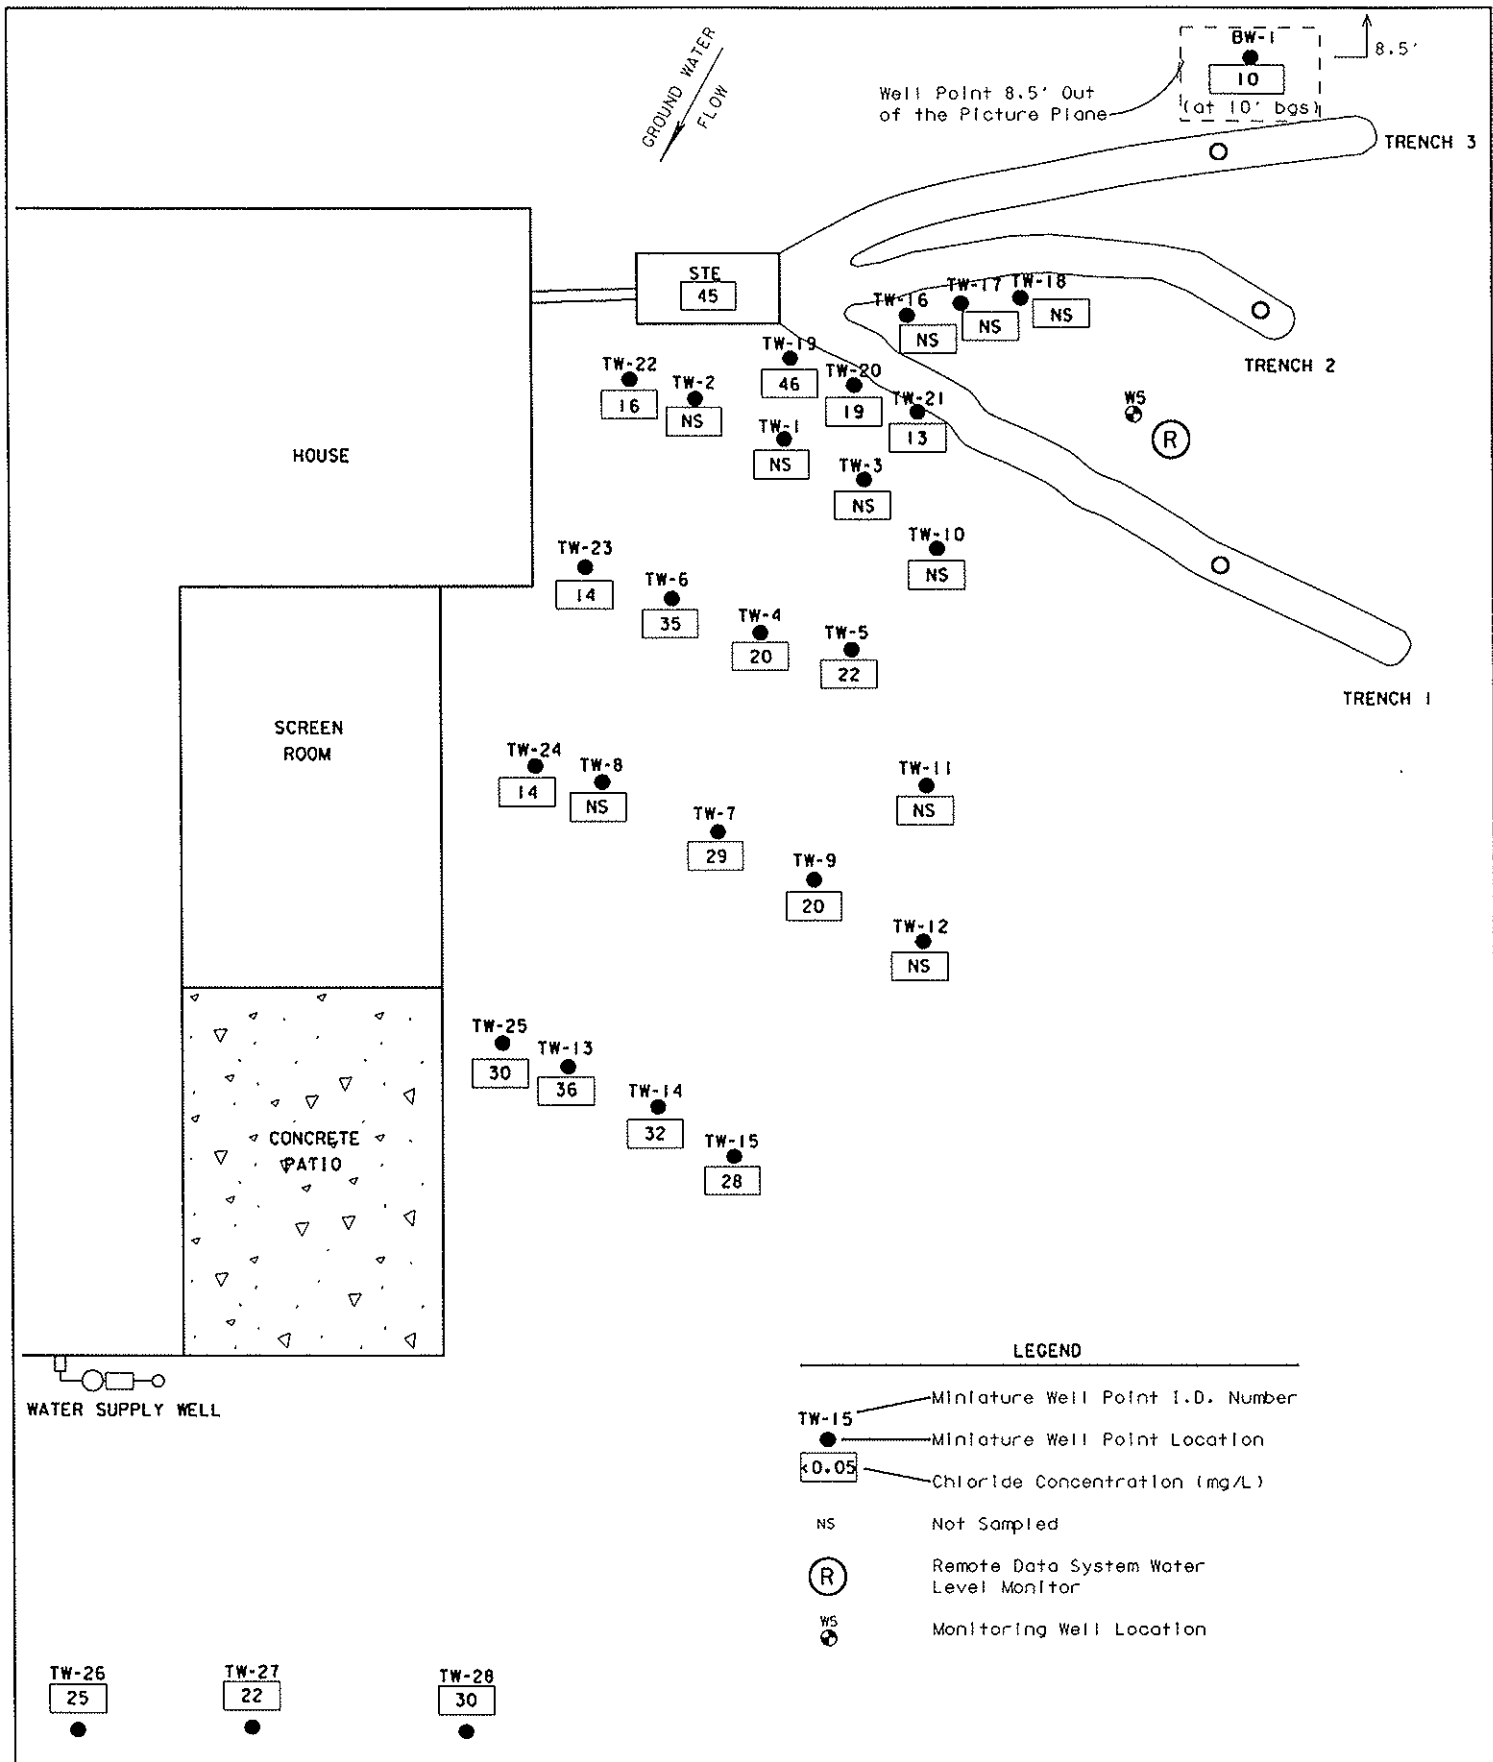 GROUND WATER
FLOW
BW-1
10
(at 10' bgs)
8.5'
Well Point 8.5' Out
of the Picture Plane
TRENCH 3
STE
45
TW-16
NS
TW-17
NS
TW-18
NS
TRENCH 2
TW-19
46
TW-22
16
TW-2
NS
TW-20
19
TW-21
13
W5
R
TW-1
NS
HOUSE
TW-3
NS
TW-10
NS
TW-23
14
TW-6
35
TW-4
20
TW-5
22
TRENCH 1
SCREEN
ROOM
TW-24
14
TW-8
NS
TW-11
NS
TW-7
29
TW-9
20
TW-12
NS
TW-25
30
TW-13
36
TW-14
32
TW-15
28
CONCRETE
PATIO
WATER SUPPLY WELL
LEGEND
Miniature Well Point I.D. Number
TW-15
Miniature Well Point Location
<0.05
Chloride Concentration (mg/L)
NS
Not Sampled
R
Remote Data System Water
Level Monitor
W5
Monitoring Well Location
TW-26
25
TW-27
22
TW-28
30